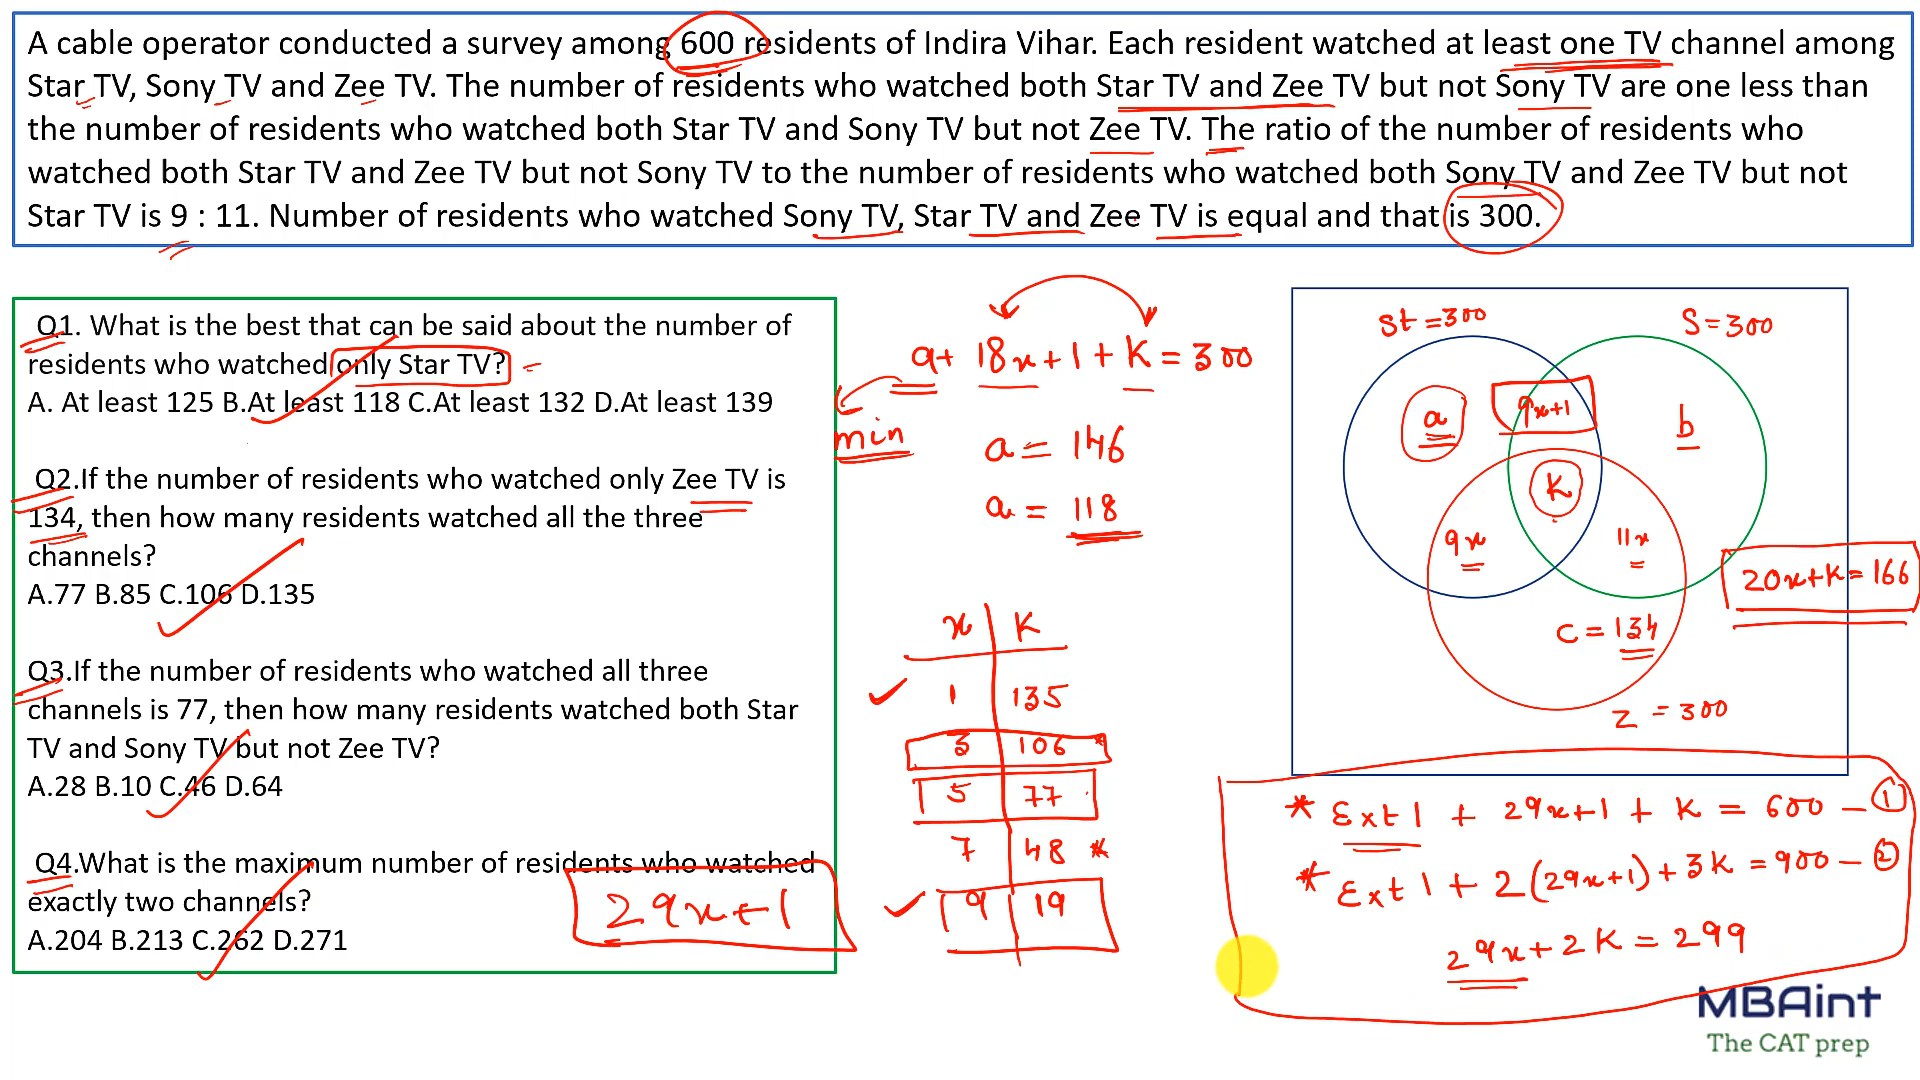 A cable operator conducted a survey among 600 residents of Indira Vihar. Each resident watched at least one TV channel among
Star TV, Sony TV and Zee TV. The number of residents who watched both Star TV and Zee TV but not Sony TV are one less than
the number of residents who watched both Star TV and Sony TV but not Zee TV. The ratio of the number of residents who
watched both Star TV and Zee TV but not Sony TV to the number of residents who watched both Sony TV and Zee TV but not
Star TV is 9 : 11. Number of residents who watched Sony TV, Star TV and Zee TV is equal and that is 300.
Q1. What is the best that can be said about the number of
residents who watched only Star TV?
A. At least 125 B.At least 118 C.At least 132 D.At least 139
Q2.If the number of residents who watched only Zee TV is
134, then how many residents watched all the three
channels?
A.77 B.85 C.106 D.135
Q3.If the number of residents who watched all three
channels is 77, then how many residents watched both Star
TV and Sony TV but not Zee TV?
A.28 B.10 C.46 D.64
Q4.What is the maximum number of residents who watched
exactly two channels?
A.204 B.213 C.262 D.271
29x+1
a+ 18x+1+K=300
min
a = 146
a = 118
x K
1 135
3 106 *
5 77
7 48 *
9 19
St=300
S=300
a
9x+1
b
K
9x
11x
20x+K=166
C=134
Z=300
* Ext 1 + 29x+1 + K = 600 - 1
* Ext 1 + 2(29x+1)+3K=900 - 2
29x+2K=299
MBAint
The CAT prep